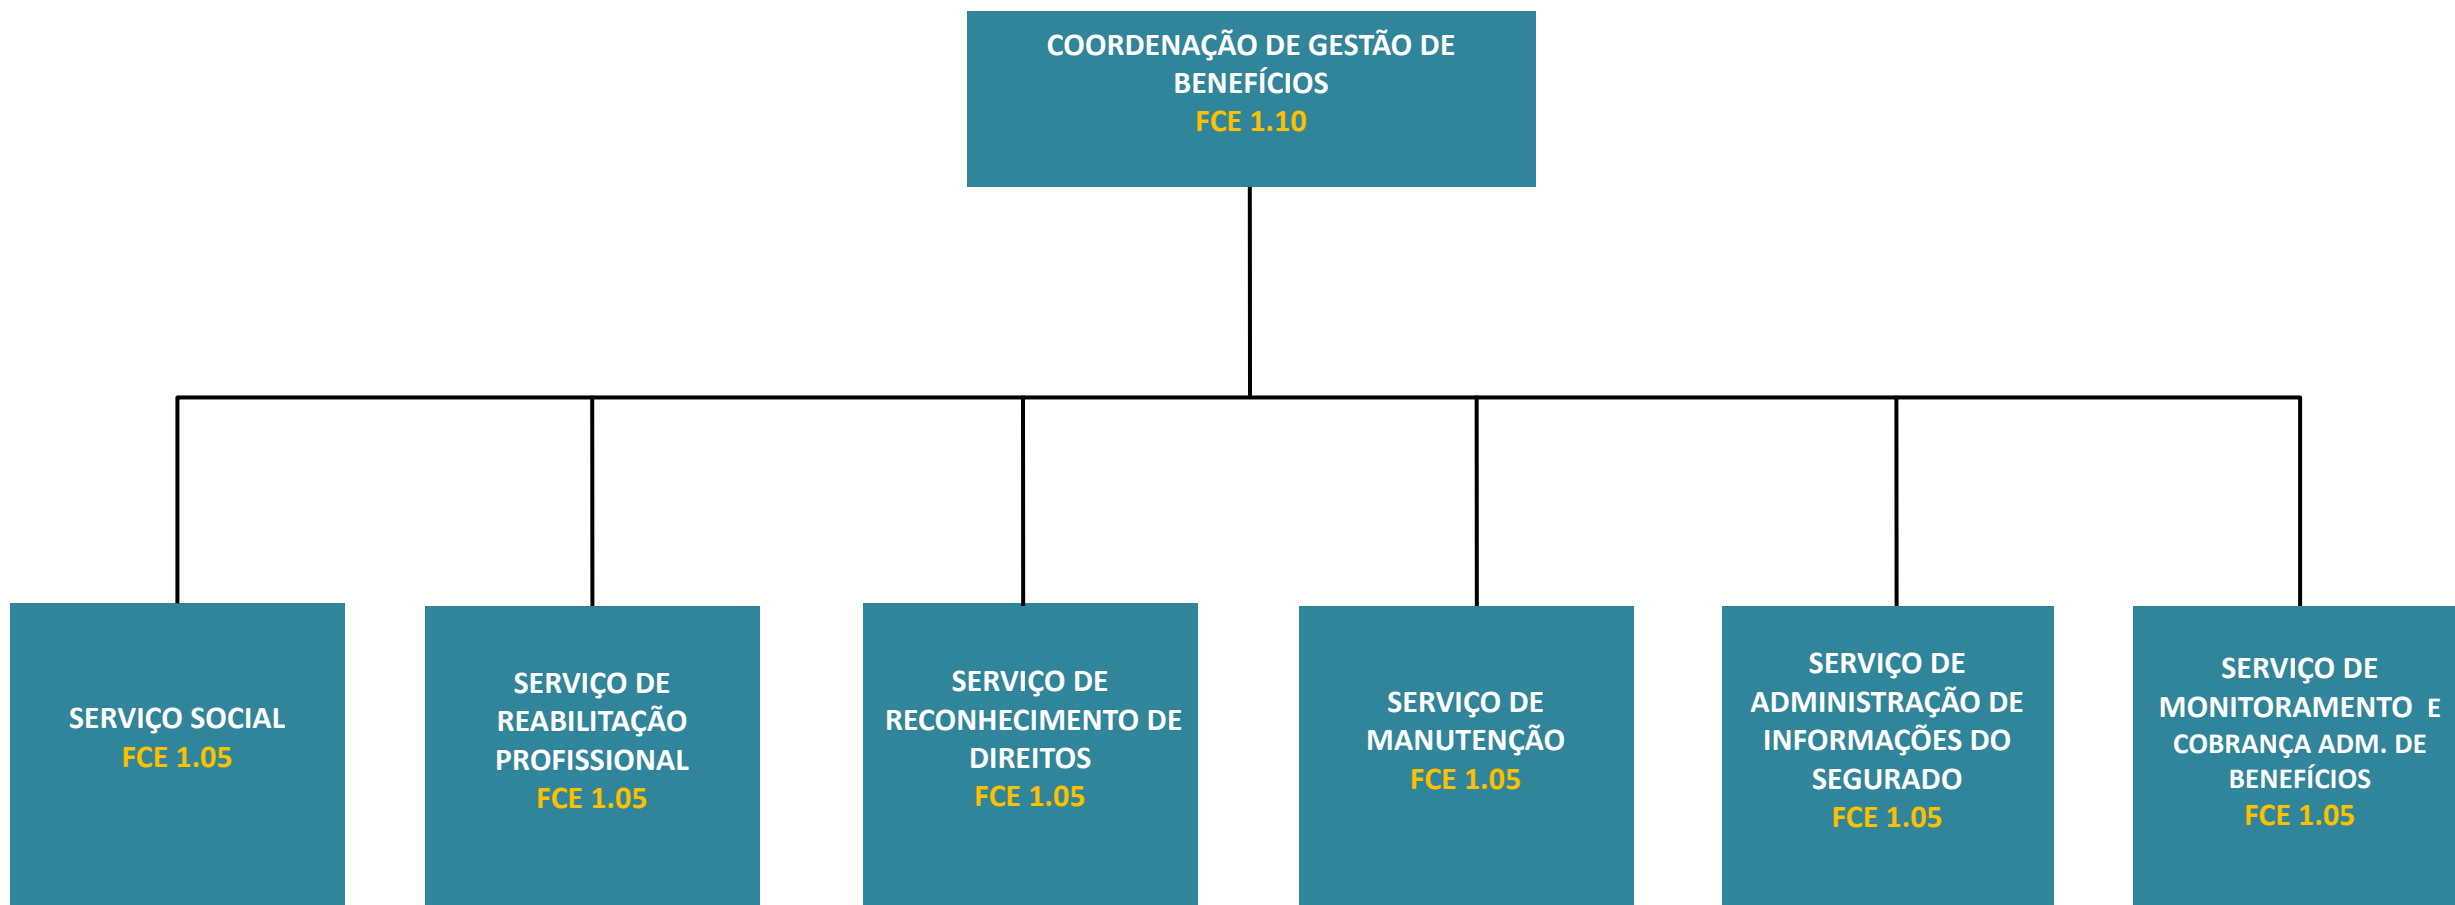 COORDENAÇÃO DE GESTÃO DE
BENEFÍCIOS
FCE 1.10
SERVIÇO SOCIAL
FCE 1.05
SERVIÇO DE
REABILITAÇÃO
PROFISSIONAL
FCE 1.05
SERVIÇO DE
RECONHECIMENTO DE
DIREITOS
FCE 1.05
SERVIÇO DE
MANUTENÇÃO
FCE 1.05
SERVIÇO DE
ADMINISTRAÇÃO DE
INFORMAÇÕES DO
SEGURADO
FCE 1.05
SERVIÇO DE
MONITORAMENTO E
COBRANÇA ADM. DE
BENEFÍCIOS
FCE 1.05